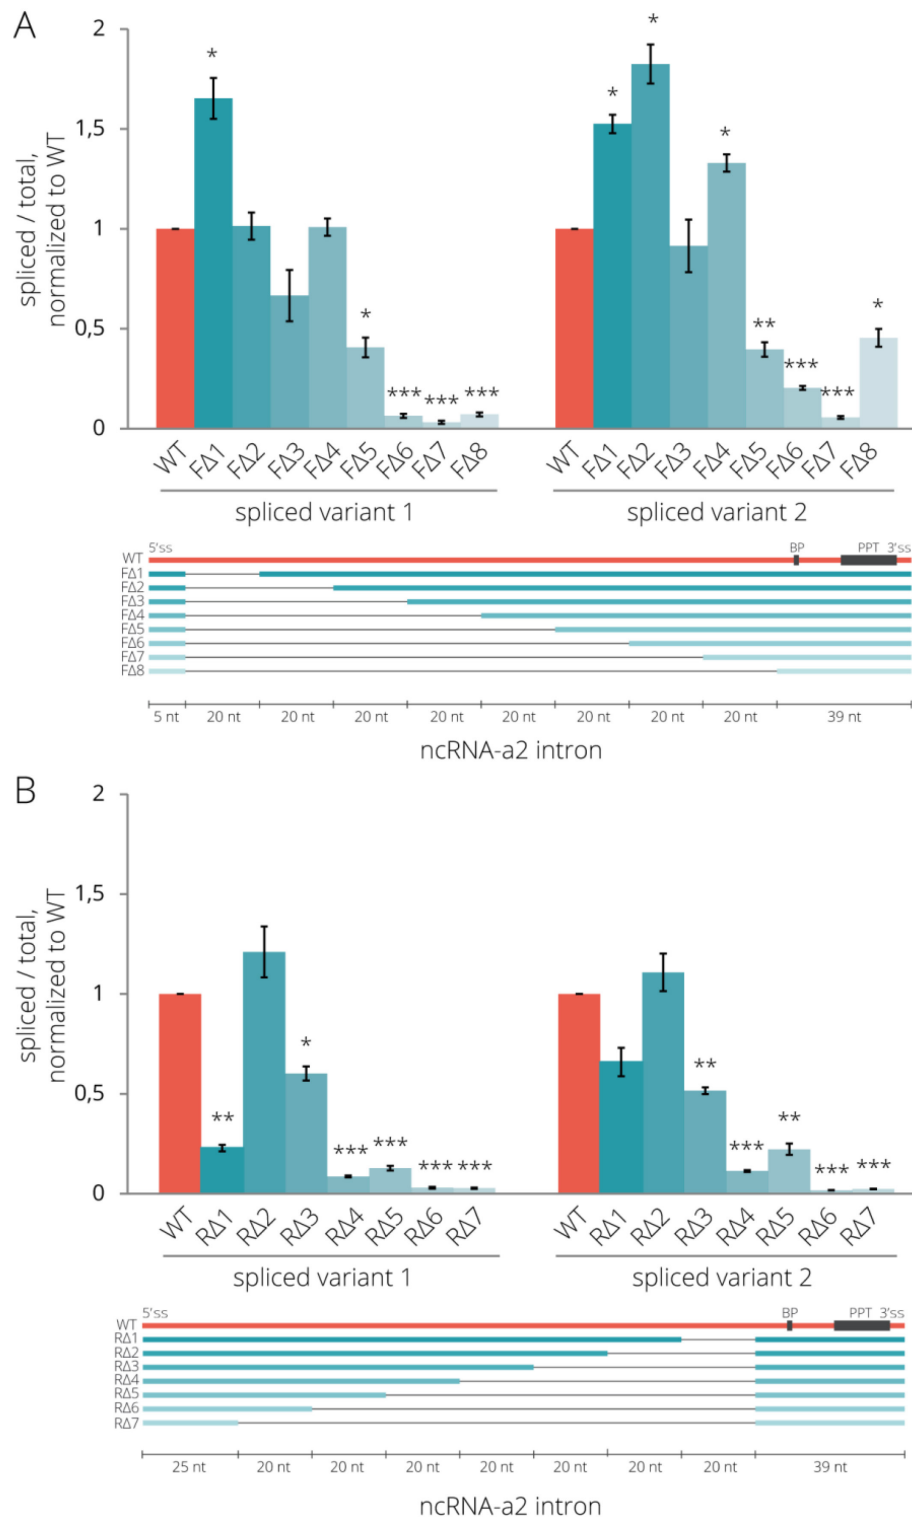 A
2
1,5
1
0,5
0
spliced / total,
normalized to WT
*
*** *** ***
*
* * *
** *** *** *
WT FΔ1 FΔ2 FΔ3 FΔ4 FΔ5 FΔ6 FΔ7 FΔ8
WT FΔ1 FΔ2 FΔ3 FΔ4 FΔ5 FΔ6 FΔ7 FΔ8
spliced variant 1
spliced variant 2
5'ss BP PPT 3'ss
WT
FΔ1
FΔ2
FΔ3
FΔ4
FΔ5
FΔ6
FΔ7
FΔ8
5 nt 20 nt 20 nt 20 nt 20 nt 20 nt 20 nt 20 nt 20 nt 39 nt
ncRNA-a2 intron
B
2
1,5
1
0,5
0
spliced / total,
normalized to WT
** * *** *** *** ***
** *** ** *** ***
WT RΔ1 RΔ2 RΔ3 RΔ4 RΔ5 RΔ6 RΔ7
WT RΔ1 RΔ2 RΔ3 RΔ4 RΔ5 RΔ6 RΔ7
spliced variant 1
spliced variant 2
5'ss BP PPT 3'ss
WT
RΔ1
RΔ2
RΔ3
RΔ4
RΔ5
RΔ6
RΔ7
25 nt 20 nt 20 nt 20 nt 20 nt 20 nt 20 nt 20 nt 39 nt
ncRNA-a2 intron